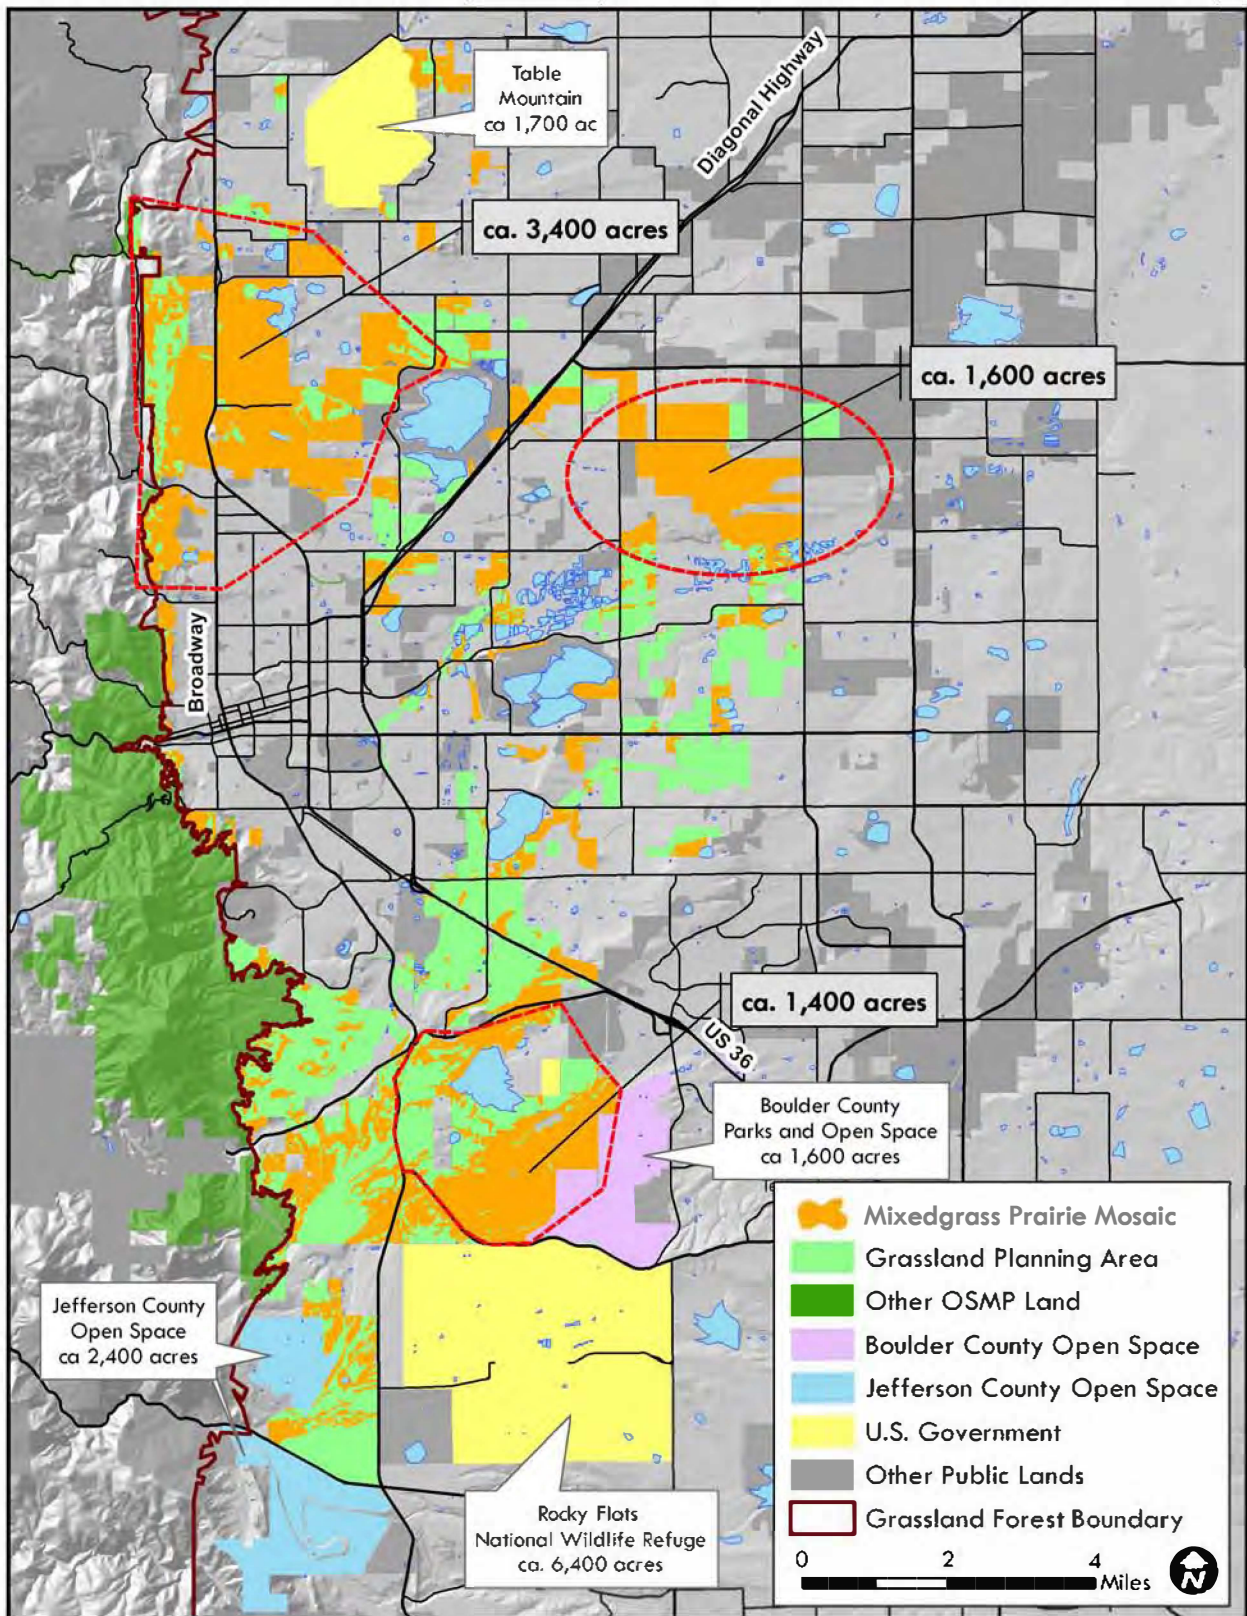 Table
Mountain
ca 1,700 ac
Diagonal Highway
ca. 3,400 acres
ca. 1,600 acres
Broadway
ca. 1,400 acres
US 36
Boulder County
Parks and Open Space
ca 1,600 acres
Mixedgrass Prairie Mosaic
Grassland Planning Area
Other OSMP Land
Boulder County Open Space
Jefferson County Open Space
U.S. Government
Other Public Lands
Grassland Forest Boundary
0 2 4
Miles
N
Jefferson County
Open Space
ca 2,400 acres
Rocky Flats
National Wildlife Refuge
ca. 6,400 acres